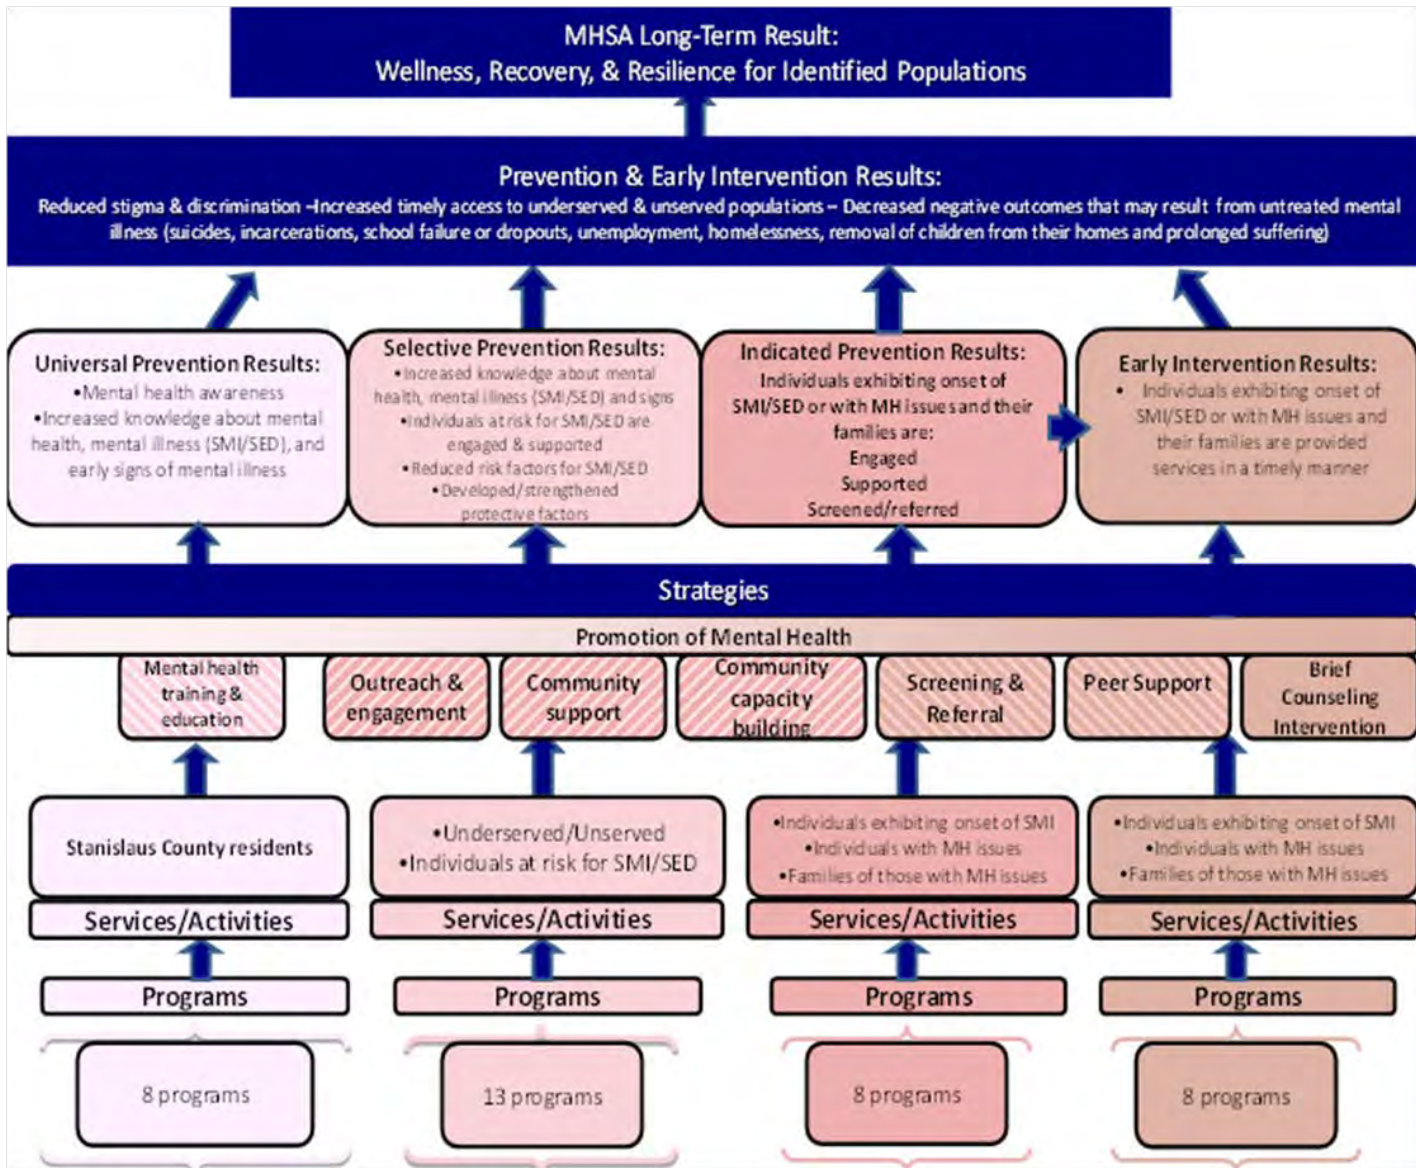 MHSA Long-Term Result:
Wellness, Recovery, & Resilience for Identified Populations
Prevention & Early Intervention Results:
Reduced stigma & discrimination –Increased timely access to underserved & unserved populations – Decreased negative outcomes that may result from untreated mental
illness (suicides, incarcerations, school failure or dropouts, unemployment, homelessness, removal of children from their homes and prolonged suffering)
Universal Prevention Results:
•Mental health awareness
•Increased knowledge about mental
health, mental illness (SMI/SED), and
early signs of mental illness
Selective Prevention Results:
•Increased knowledge about mental
health, mental illness (SMI/SED) and signs
•Individuals at risk for SMI/SED are
engaged & supported
•Reduced risk factors for SMI/SED
•Developed/strengthened
protective factors
Indicated Prevention Results:
Individuals exhibiting onset of
SMI/SED or with MH issues and their
families are:
Engaged
Supported
Screened/referred
Early Intervention Results:
• Individuals exhibiting onset of
SMI/SED or with MH issues and
their families are provided
services in a timely manner
Strategies
Promotion of Mental Health
Mental health
training &
education
Outreach &
engagement
Community
support
Community
capacity
building
Screening &
Referral
Peer Support
Brief
Counseling
Intervention
Stanislaus County residents
•Underserved/Unserved
•Individuals at risk for SMI/SED
•Individuals exhibiting onset of SMI
•Individuals with MH issues
•Families of those with MH issues
•Individuals exhibiting onset of SMI
•Individuals with MH issues
•Families of those with MH issues
Services/Activities
Services/Activities
Services/Activities
Services/Activities
Programs
Programs
Programs
Programs
8 programs
13 programs
8 programs
8 programs